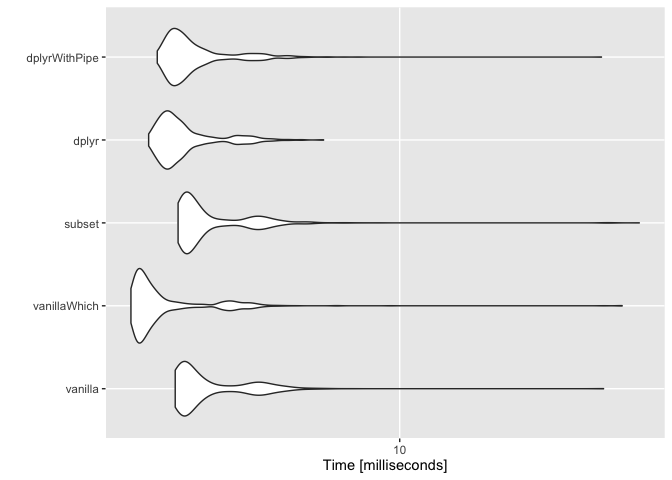 dplyrWithPipe
dplyr
subset
vanillaWhich
vanilla
10
Time [milliseconds]